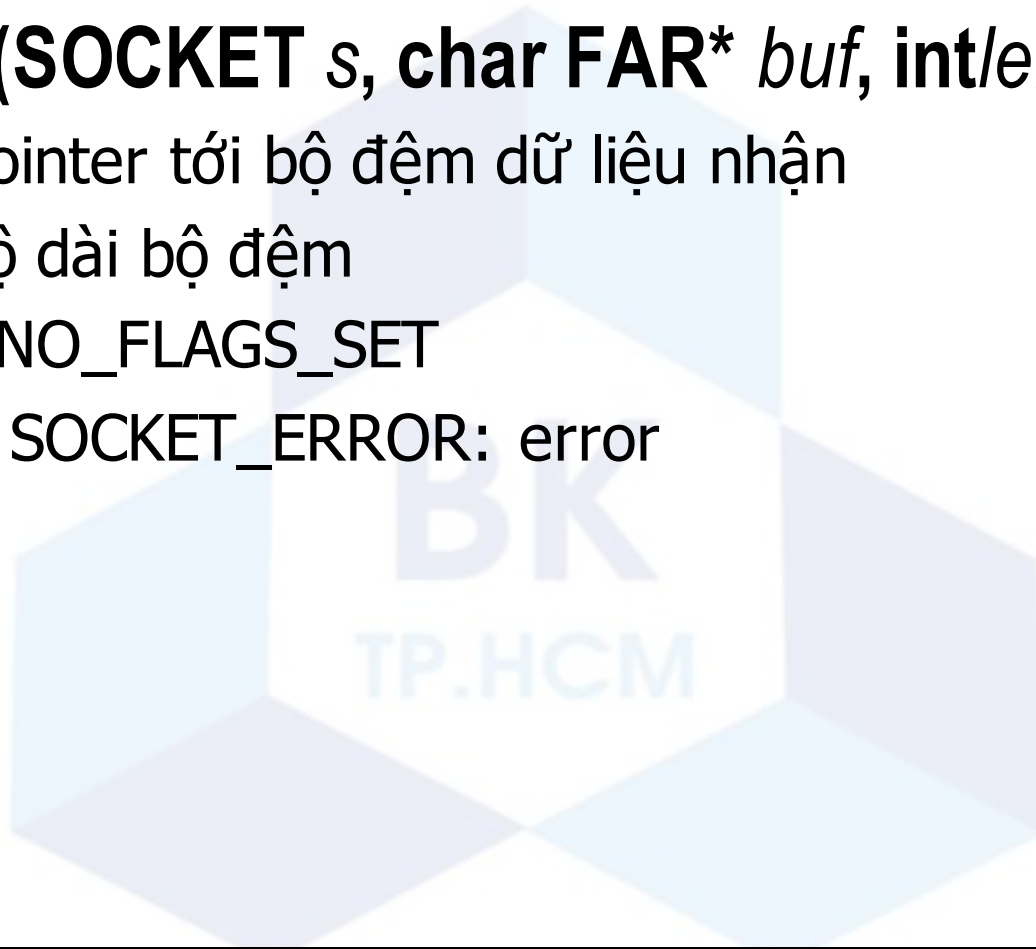 (SOCKET s, char FAR* buf, intle
ointer tới bộ đệm dữ liệu nhận
ộ dài bộ đệm
NO_FLAGS_SET
SOCKET_ERROR: error
BK
TP.HCM